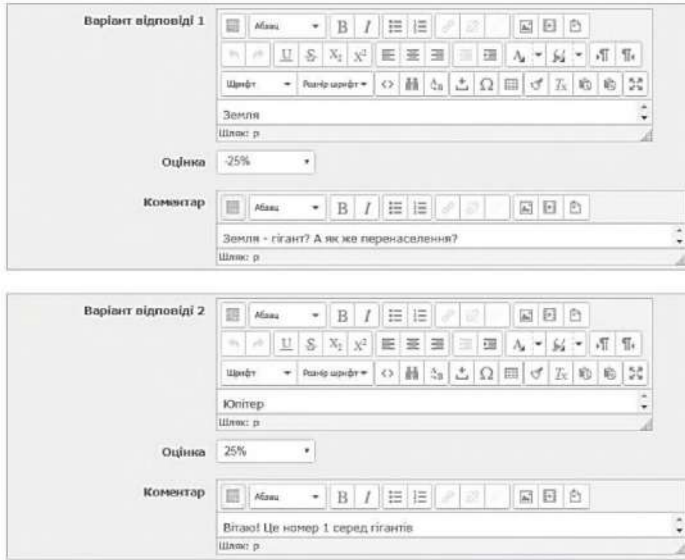 Варіант відповіді 1
Абзац
Шрифт Розмір шрифту
Земля
Шлях: p
Оцінка -25%
Коментар
Абзац
Земля - гігант? А як же перенаселення?
Шлях: p
Варіант відповіді 2
Абзац
Шрифт Розмір шрифту
Юпітер
Шлях: p
Оцінка 25%
Коментар
Абзац
Вітаю! Це номер 1 серед гігантів
Шлях: p